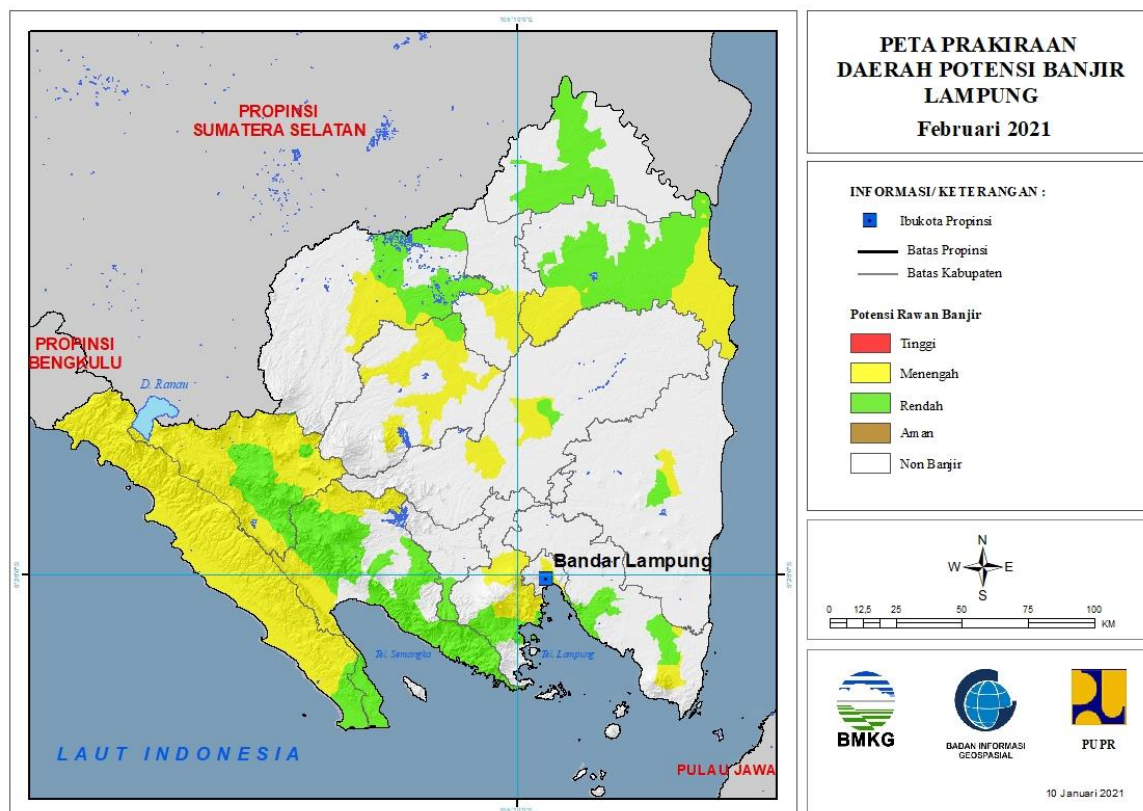 PROPINSI
SUMATERA SELATAN
PROPINSI
BENGKULU
D. Ranau
Bandar Lampung
Tel. Semangka
Tel. Lampung
LAUT INDONESIA
PULAU JAWA
PETA PRAKIRAAN
DAERAH POTENSI BANJIR
LAMPUNG
Februari 2021
INFORMASI/ KETERANGAN :
Ibukota Propinsi
Batas Propinsi
Batas Kabupaten
Potensi Rawan Banjir
Tinggi
Menengah
Rendah
Aman
Non Banjir
N
W E
S
0 12,5 25 50 75 100
KM
BMKG
BADAN INFORMASI
GEOSPASIAL
PUPR
10 Januari 2021